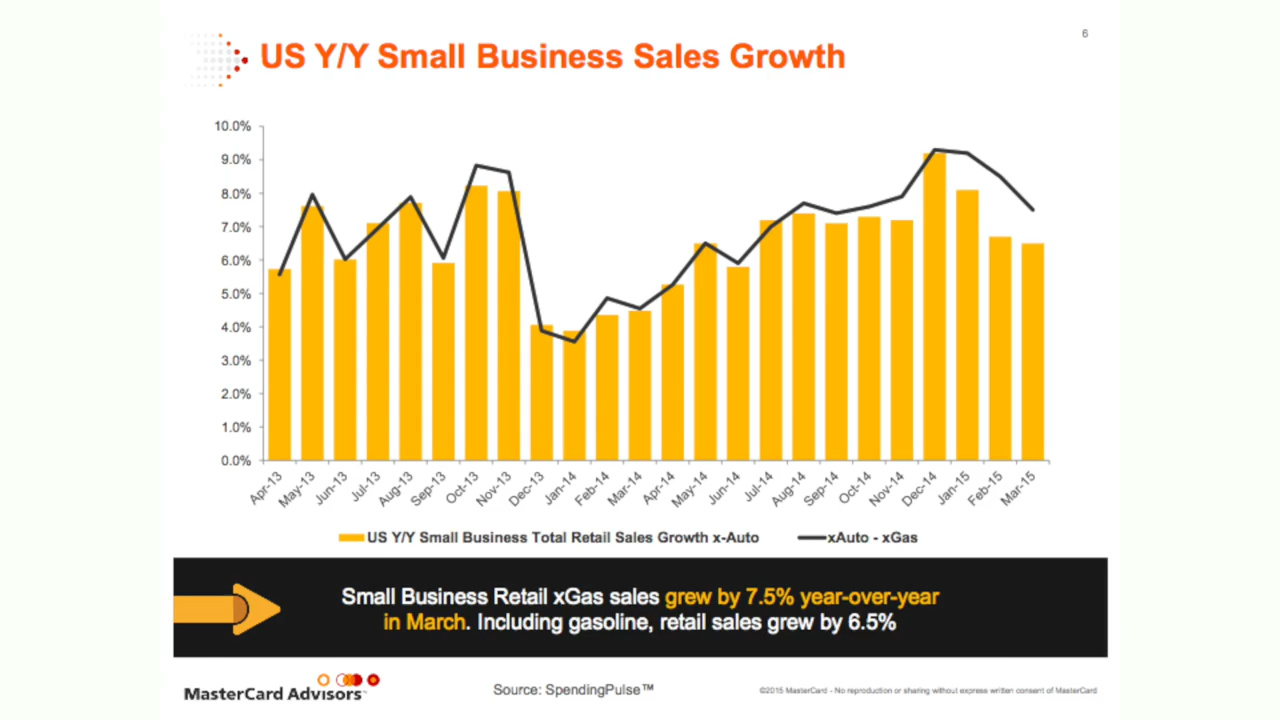 6
US Y/Y Small Business Sales Growth
10.0%
9.0%
8.0%
7.0%
6.0%
5.0%
4.0%
3.0%
2.0%
1.0%
0.0%
Apr-13
May-13
Jun-13
Jul-13
Aug-13
Sep-13
Oct-13
Nov-13
Dec-13
Jan-14
Feb-14
Mar-14
Apr-14
May-14
Jun-14
Jul-14
Aug-14
Sep-14
Oct-14
Nov-14
Dec-14
Jan-15
Feb-15
Mar-15
US Y/Y Small Business Total Retail Sales Growth x-Auto
xAuto - xGas
Small Business Retail xGas sales grew by 7.5% year-over-year
in March. Including gasoline, retail sales grew by 6.5%
MasterCard Advisors
Source: SpendingPulse™
©2015 MasterCard - No reproduction or sharing without express written consent of MasterCard